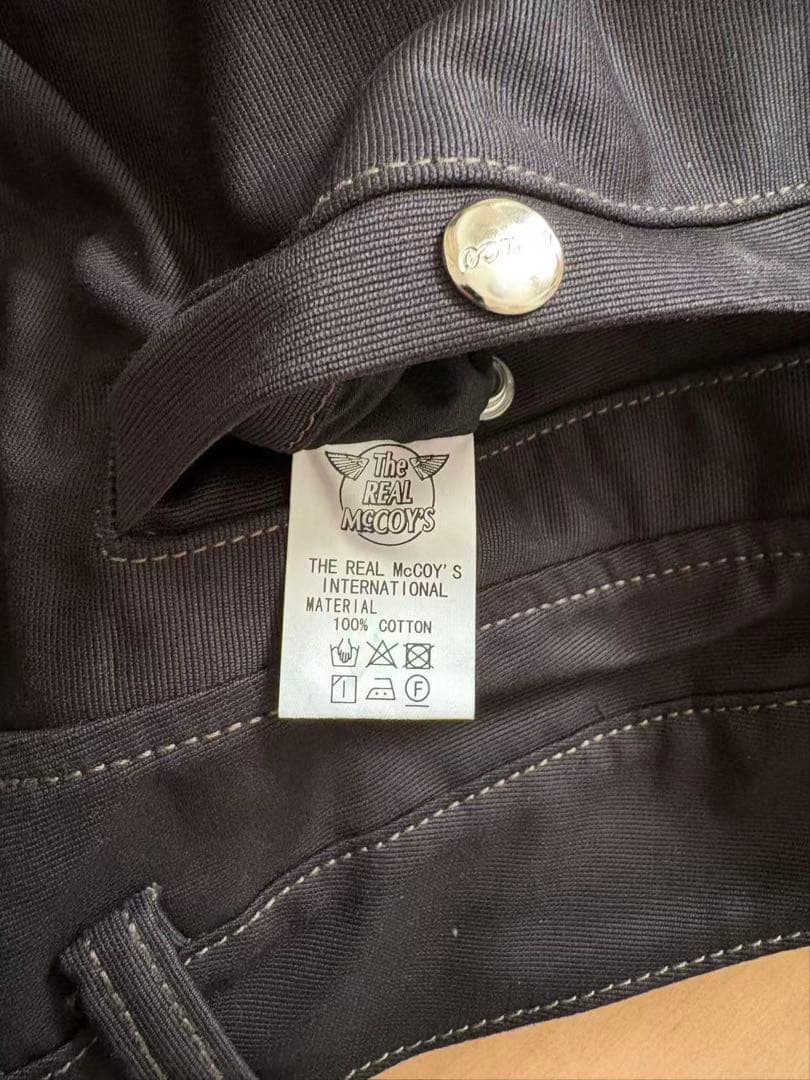 The
REAL
McCOY'S
THE REAL McCOY'S
INTERNATIONAL
MATERIAL
100% COTTON
F